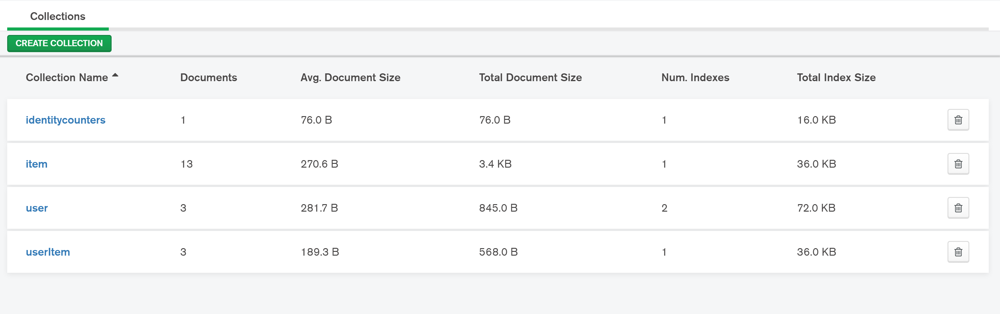 Collections
CREATE COLLECTION
Collection Name Documents Avg. Document Size Total Document Size Num. Indexes Total Index Size
identitycounters 1 76.0 B 76.0 B 1 16.0 KB
item 13 270.6 B 3.4 KB 1 36.0 KB
user 3 281.7 B 845.0 B 2 72.0 KB
userItem 3 189.3 B 568.0 B 1 36.0 KB